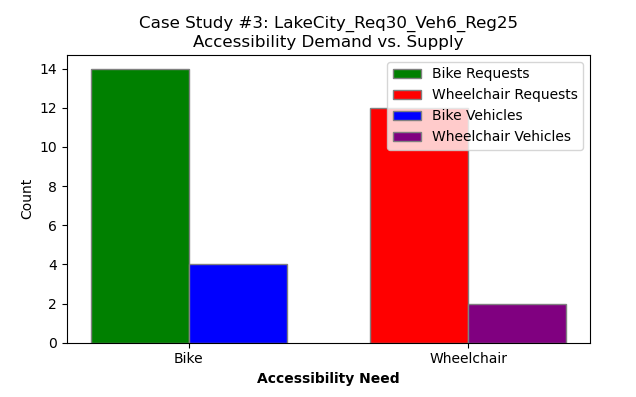 Case Study #3: LakeCity_Req30_Veh6_Reg25
Accessibility Demand vs. Supply
14
12
10
8
6
4
2
0
Count
Bike Requests
Wheelchair Requests
Bike Vehicles
Wheelchair Vehicles
Bike
Wheelchair
Accessibility Need